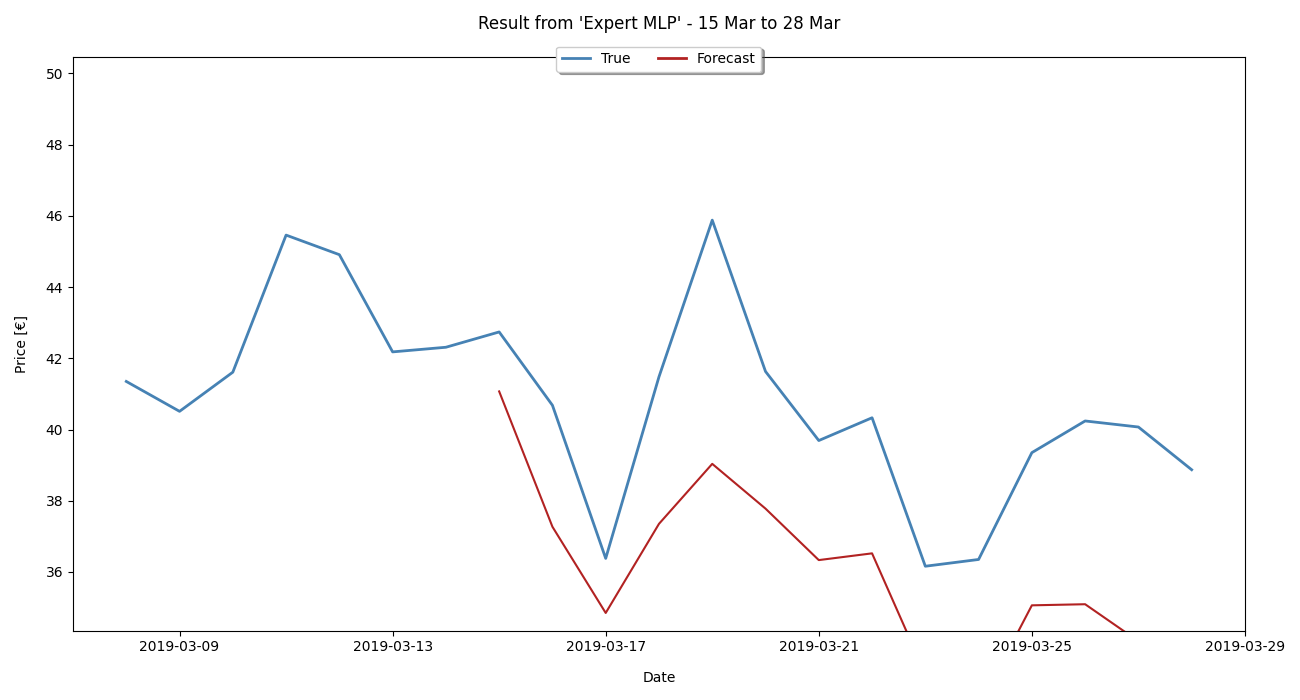 Result from 'Expert MLP' - 15 Mar to 28 Mar
True Forecast
50
48
46
44
42
40
38
36
Price [€]
2019-03-09 2019-03-13 2019-03-17 2019-03-21 2019-03-25 2019-03-29
Date